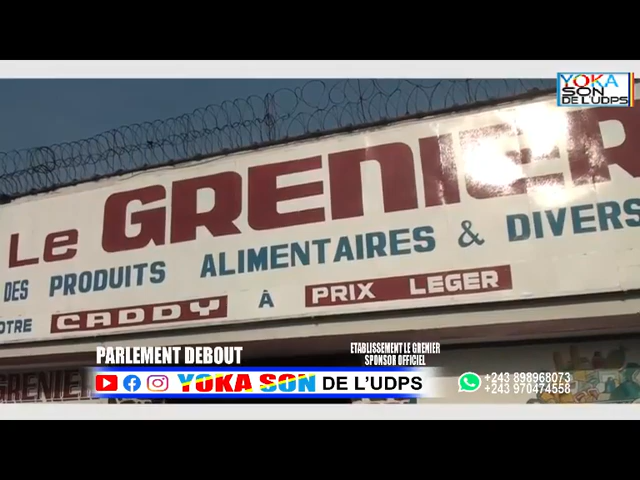 YOKA
SON
DE L'UDPS
Le GRENIER
DES PRODUITS ALIMENTAIRES & DIVERS
OTRE CADDY À PRIX LEGER
GRENIER
PARLEMENT DEBOUT
ETABLISSEMENT LE GRENIER
SPONSOR OFFICIEL
YOKA SON DE L'UDPS
+243 898968073
+243 970474558